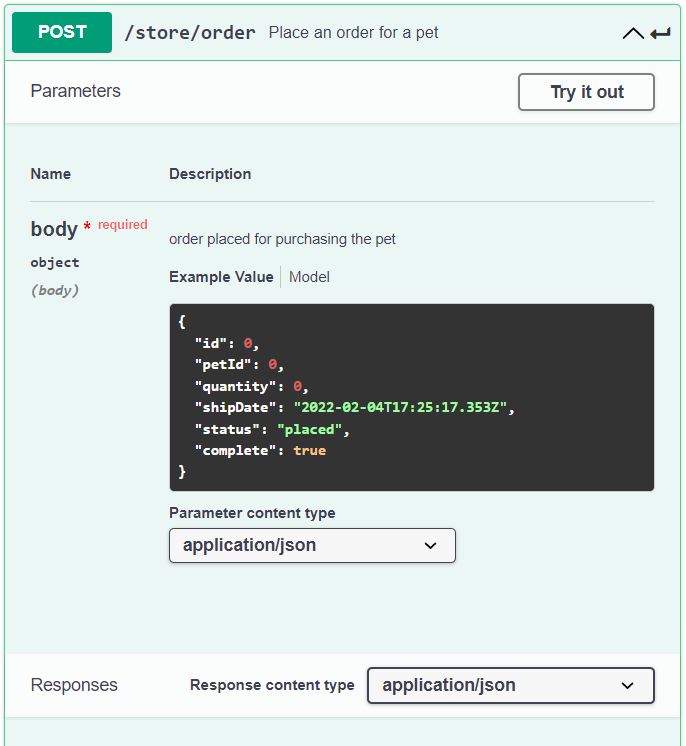 POST /store/order Place an order for a pet
Parameters
Try it out
Name Description
body * required
object
(body)
order placed for purchasing the pet
Example Value Model
{
  "id": 0,
  "petId": 0,
  "quantity": 0,
  "shipDate": "2022-02-04T17:25:17.353Z",
  "status": "placed",
  "complete": true
}
Parameter content type
application/json
Responses Response content type application/json